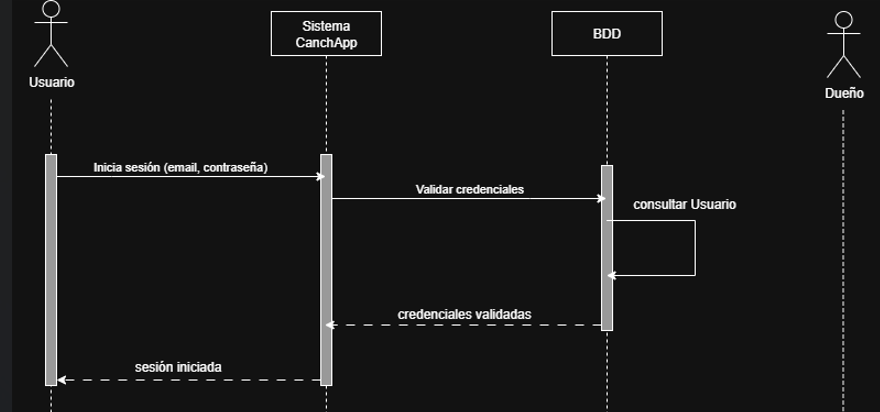 Sistema
CanchApp
BDD
Usuario
Dueño
Inicia sesión (email, contraseña)
Validar credenciales
consultar Usuario
credenciales validadas
sesión iniciada